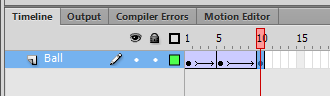 Timeline Output Compiler Errors Motion Editor
1 5 10 15
Ball